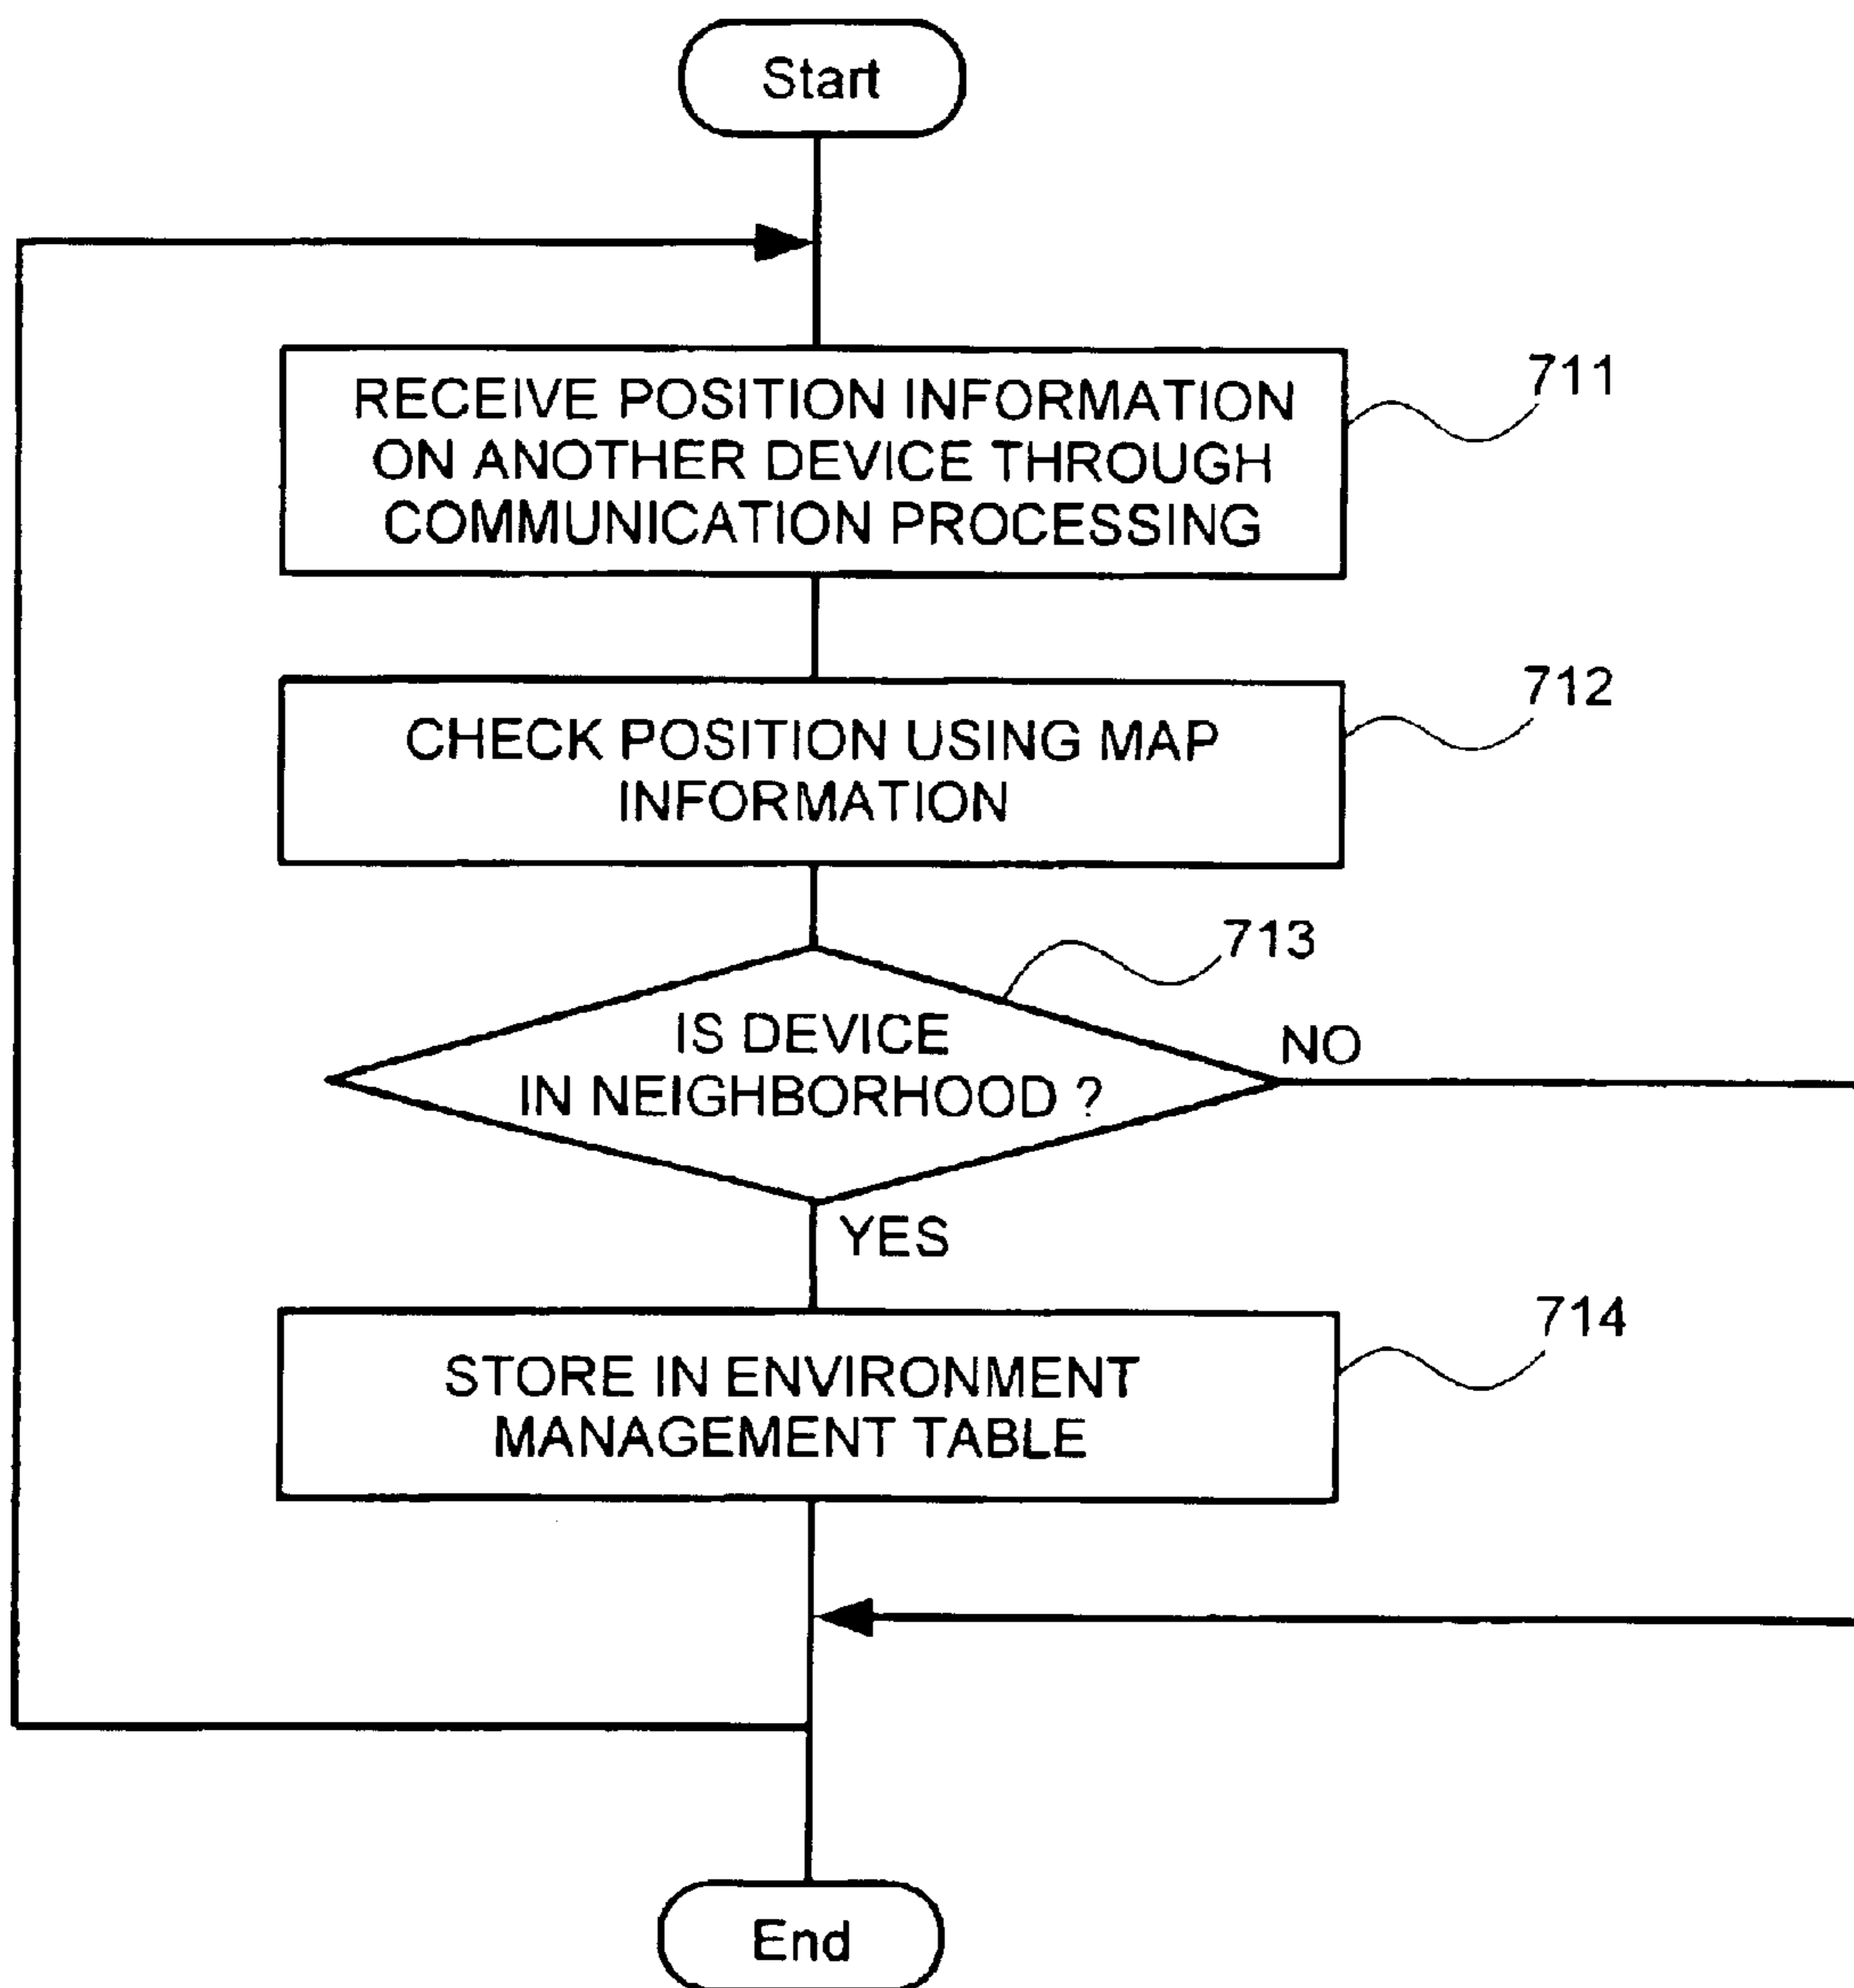 Start
RECEIVE POSITION INFORMATION
ON ANOTHER DEVICE THROUGH
COMMUNICATION PROCESSING
711
CHECK POSITION USING MAP
INFORMATION
712
713
IS DEVICE
IN NEIGHBORHOOD ?
NO
YES
STORE IN ENVIRONMENT
MANAGEMENT TABLE
714
End